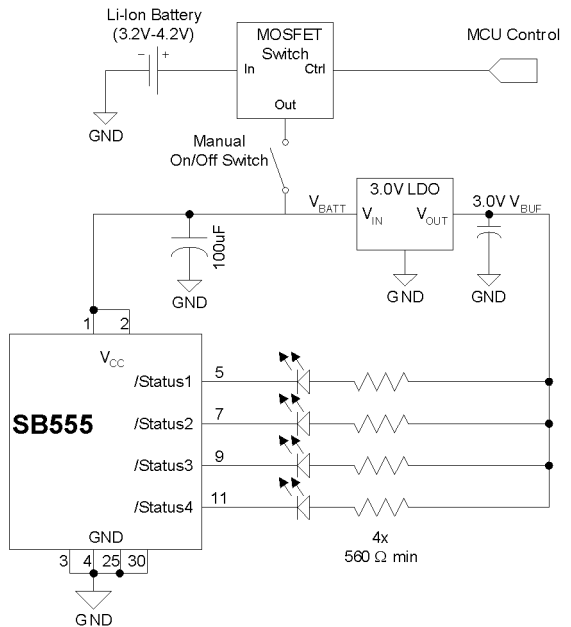 Li-Ion Battery
(3.2V-4.2V)
MOSFET
Switch
MCU Control
− +
In
Ctrl
Out
GND
Manual
On/Off Switch
3.0V LDO
VBATT
VIN
VOUT
3.0V VBUF
100uF
GND
GND
GND
1
2
VCC
/Status1
5
/Status2
7
SB555
/Status3
9
/Status4
11
GND
4x
560 Ω min
3
4
25
30
GND